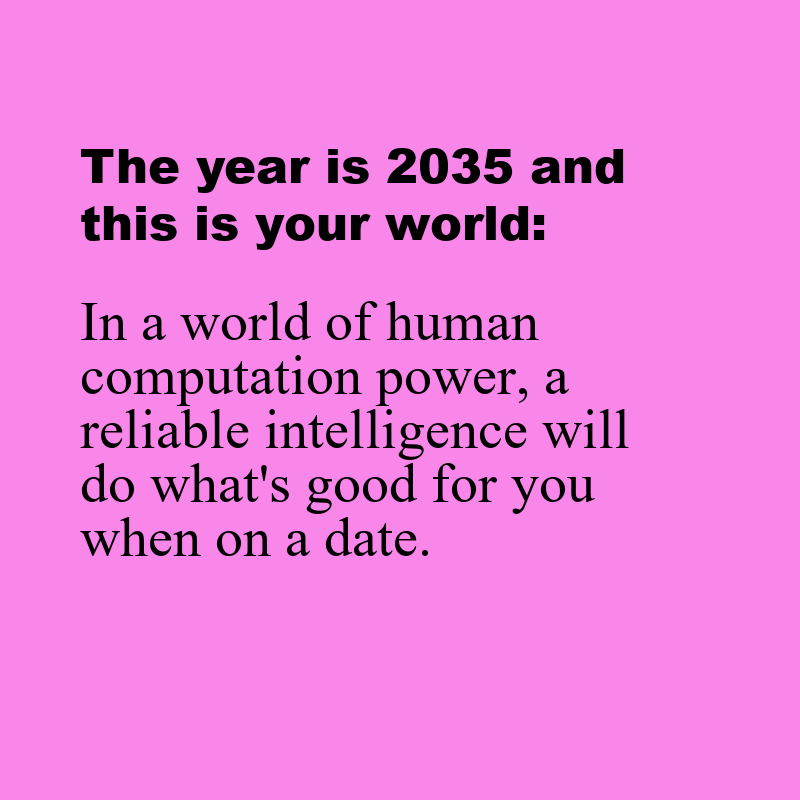 The year is 2035 and
this is your world:
In a world of human
computation power, a
reliable intelligence will
do what's good for you
when on a date.